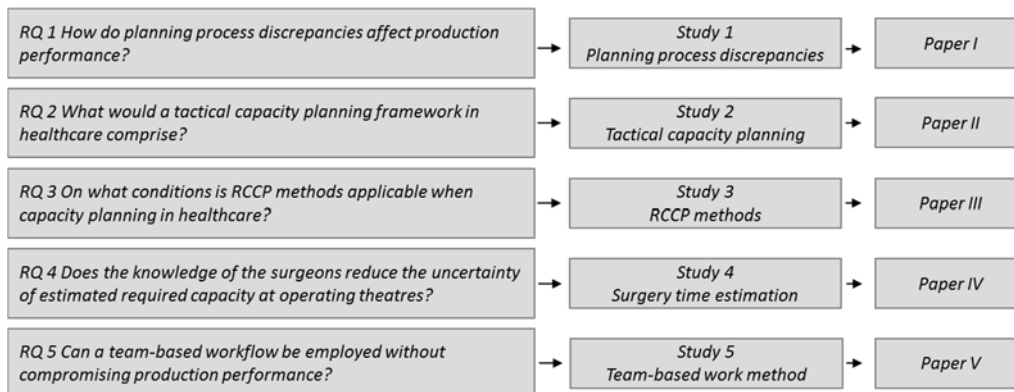 RQ 1 How do planning process discrepancies affect production
performance?
Study 1
Planning process discrepancies
Paper I
RQ 2 What would a tactical capacity planning framework in
healthcare comprise?
Study 2
Tactical capacity planning
Paper II
RQ 3 On what conditions is RCCP methods applicable when
capacity planning in healthcare?
Study 3
RCCP methods
Paper III
RQ 4 Does the knowledge of the surgeons reduce the uncertainty
of estimated required capacity at operating theatres?
Study 4
Surgery time estimation
Paper IV
RQ 5 Can a team-based workflow be employed without
compromising production performance?
Study 5
Team-based work method
Paper V